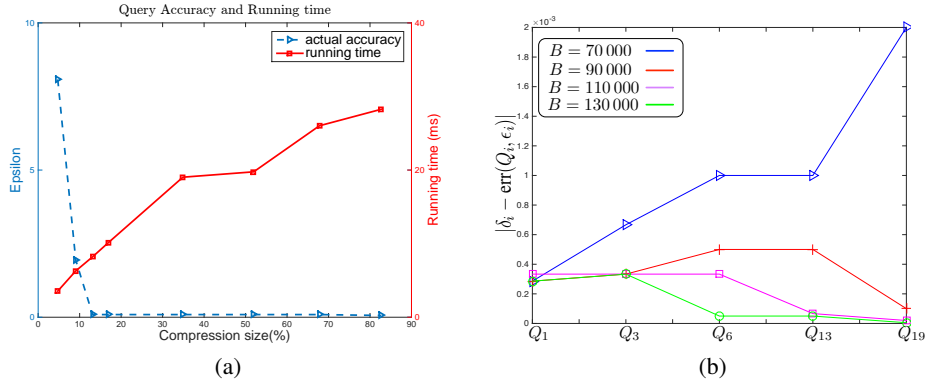 Query Accuracy and Running time
10
5
0
Epsilon
40
20
0
Running time (ms)
actual accuracy
running time
0 10 20 30 40 50 60 70 80 90
Compression size(%)
(a)
×10⁻³
2
1.8
1.6
1.4
1.2
1
0.8
0.6
0.4
0.2
0
|δᵢ − err(Qᵢ, ϵᵢ)|
B = 70 000
B = 90 000
B = 110 000
B = 130 000
Q₁ Q₃ Q₆ Q₁₃ Q₁₉
(b)